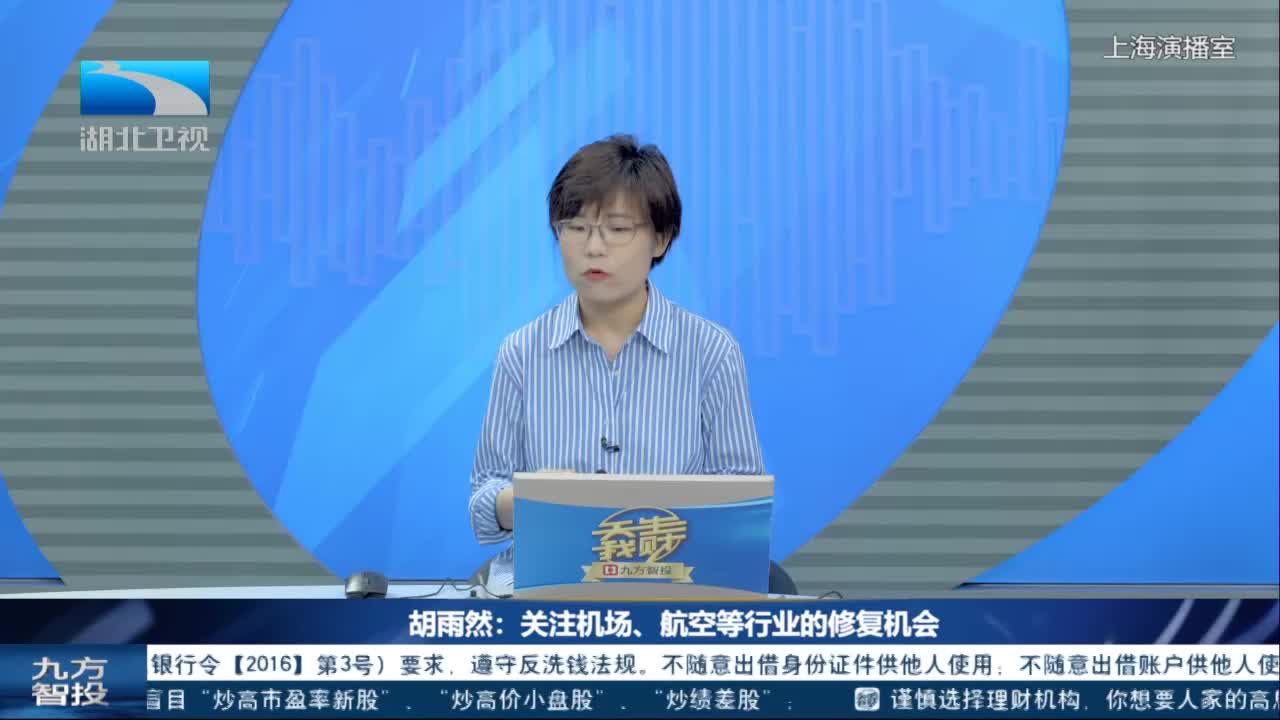 上海演播室
湖北卫视
天生我财
九方智投
胡雨然：关注机场、航空等行业的修复机会
九方智投
银行令【2016】第3号）要求，遵守反洗钱法规。不随意出借身份证件供他人使用；不随意出借账户供他人使
盲目“炒高市盈率新股”、“炒高价小盘股”、“炒绩差股”；
谨慎选择理财机构，你想要人家的高息